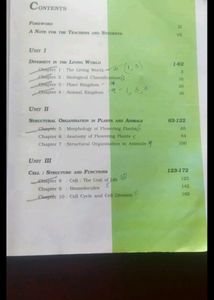 CONTENTS
FOREWORD iii
A NOTE FOR THE TEACHERS AND STUDENTS vii
UNIT I
DIVERSITY IN THE LIVING WORLD 1-62
Chapter 1 : The Living World 3
Chapter 2 : Biological Classification
Chapter 3 : Plant Kingdom
Chapter 4 : Animal Kingdom
UNIT II
STRUCTURAL ORGANISATION IN PLANTS AND ANIMALS 63-122
Chapter 5 : Morphology of Flowering Plants 65
Chapter 6 : Anatomy of Flowering Plants
Chapter 7 : Structural Organisation in Animals 100
UNIT III
CELL : STRUCTURE AND FUNCTIONS 123-172
Chapter 8 : Cell : The Unit of Life 125
Chapter 9 : Biomolecules 142
Chapter 10 : Cell Cycle and Cell Division 162